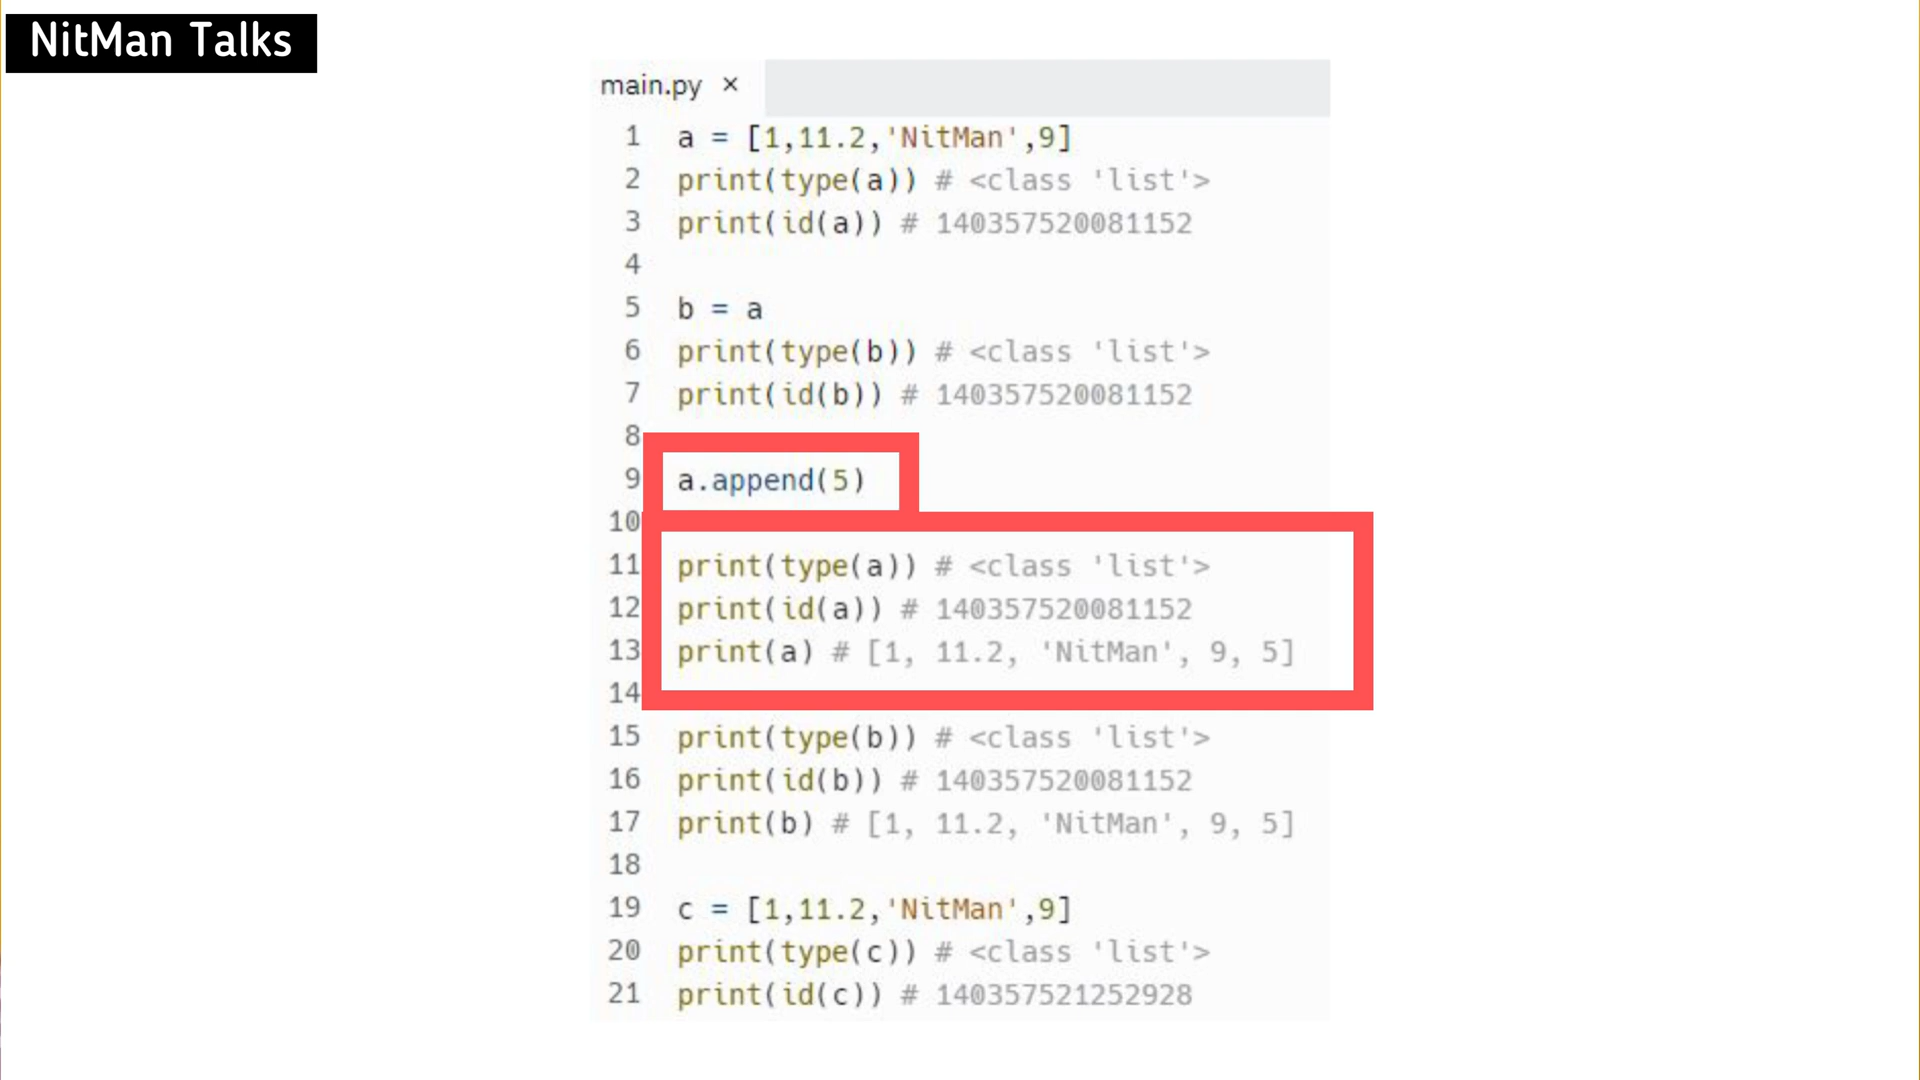 NitMan Talks
main.py ×
1 a = [1,11.2,'NitMan',9]
2 print(type(a)) # <class 'list'>
3 print(id(a)) # 140357520081152
4
5 b = a
6 print(type(b)) # <class 'list'>
7 print(id(b)) # 140357520081152
8
9 a.append(5)
10
11 print(type(a)) # <class 'list'>
12 print(id(a)) # 140357520081152
13 print(a) # [1, 11.2, 'NitMan', 9, 5]
14
15 print(type(b)) # <class 'list'>
16 print(id(b)) # 140357520081152
17 print(b) # [1, 11.2, 'NitMan', 9, 5]
18
19 c = [1,11.2,'NitMan',9]
20 print(type(c)) # <class 'list'>
21 print(id(c)) # 140357521252928